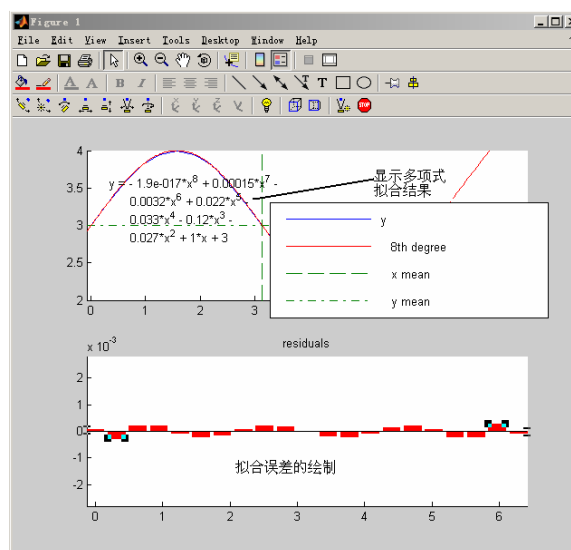 Figure 1
File Edit View Insert Tools Desktop Window Help
A A B I T
4
3.5
3
2.5
2
y = - 1.9e-017*x^8 + 0.00015*x^7 -
0.0032*x^6 + 0.022*x^5 -
0.033*x^4 - 0.12*x^3 -
0.027*x^2 + 1*x + 3
显示多项式
拟合结果
y
8th degree
x mean
y mean
0 1 2 3
x 10^-3
residuals
2
1
0
-1
-2
拟合误差的绘制
0 1 2 3 4 5 6